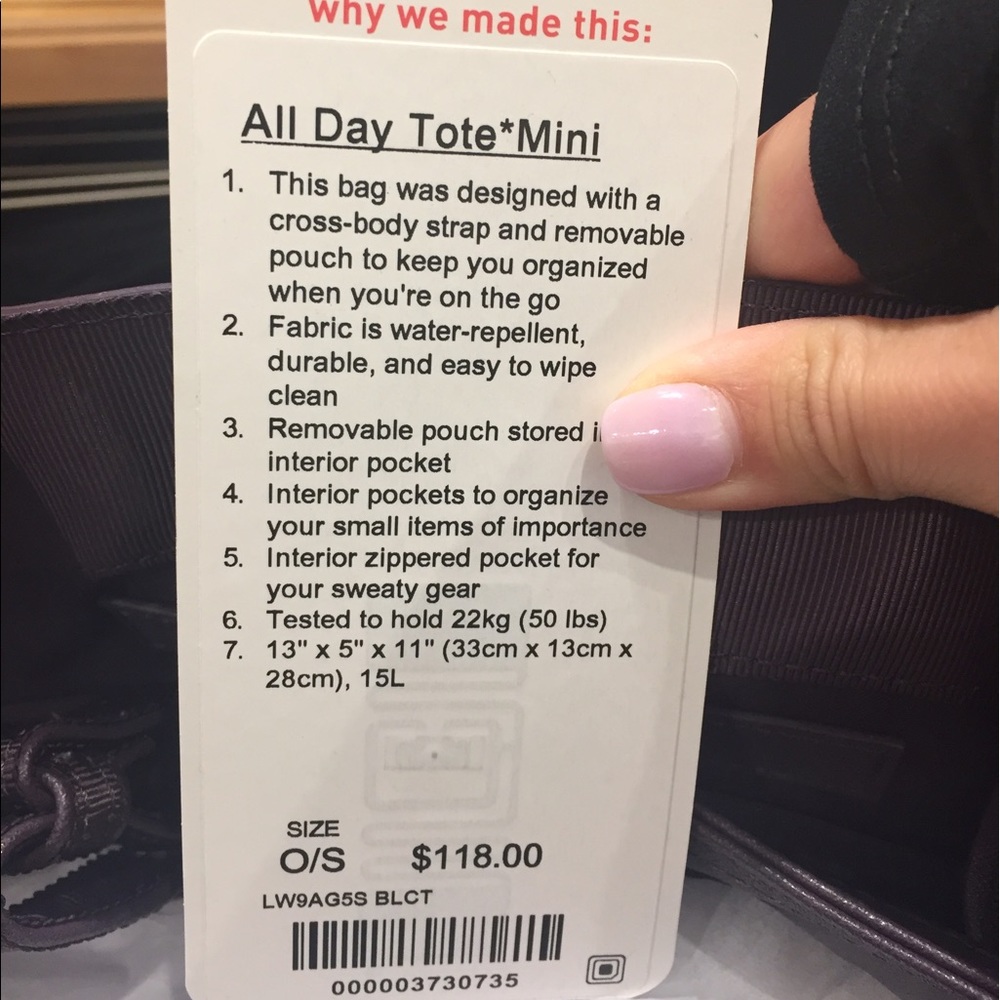 why we made this:
All Day Tote*Mini
1. This bag was designed with a
cross-body strap and removable
pouch to keep you organized
when you're on the go
2. Fabric is water-repellent,
durable, and easy to wipe
clean
3. Removable pouch stored
interior pocket
4. Interior pockets to organize
your small items of importance
5. Interior zippered pocket for
your sweaty gear
6. Tested to hold 22kg (50 lbs)
7. 13" x 5" x 11" (33cm x 13cm x
28cm), 15L
SIZE
O/S $118.00
LW9AG5S BLCT
000003730735